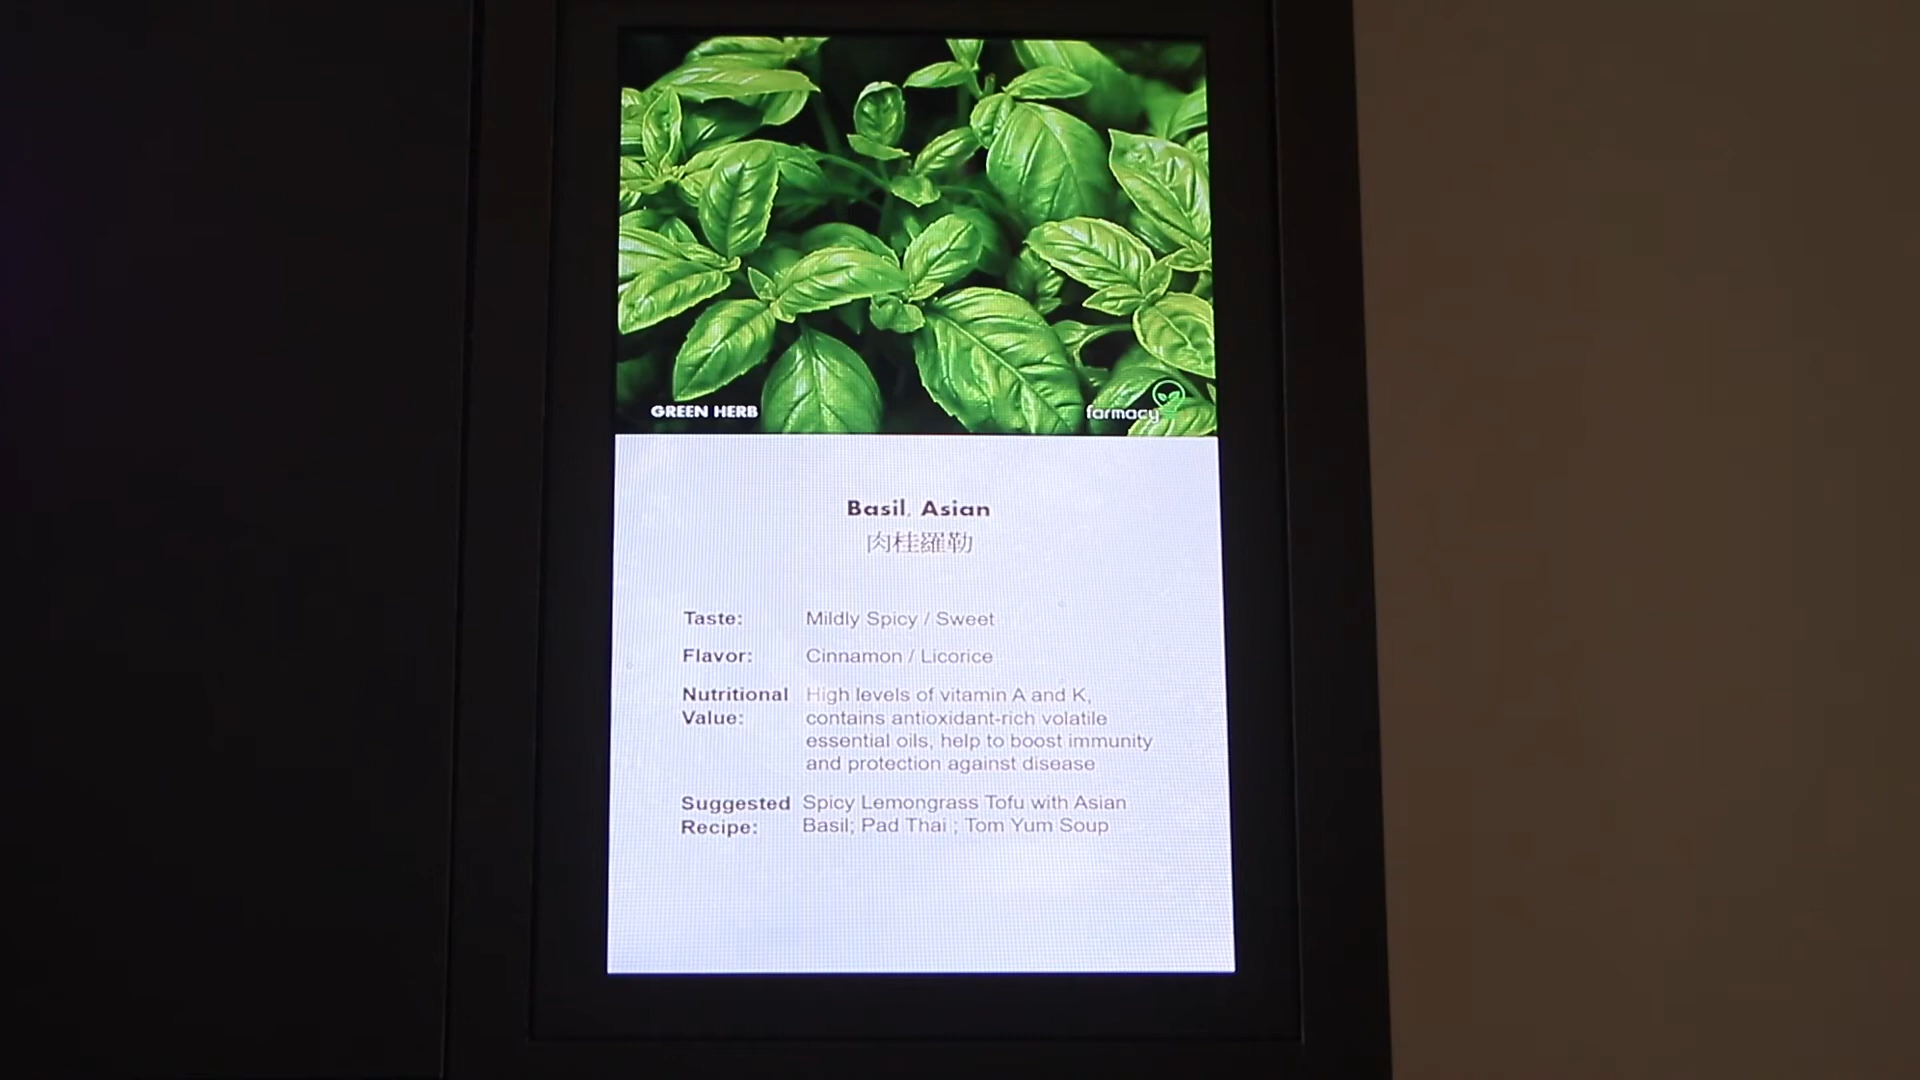 GREEN HERB
farmacy
Basil, Asian
肉桂羅勒
Taste: Mildly Spicy / Sweet
Flavor: Cinnamon / Licorice
Nutritional High levels of vitamin A and K,
Value: contains antioxidant-rich volatile
essential oils, help to boost immunity
and protection against disease
Suggested Spicy Lemongrass Tofu with Asian
Recipe: Basil; Pad Thai ; Tom Yum Soup